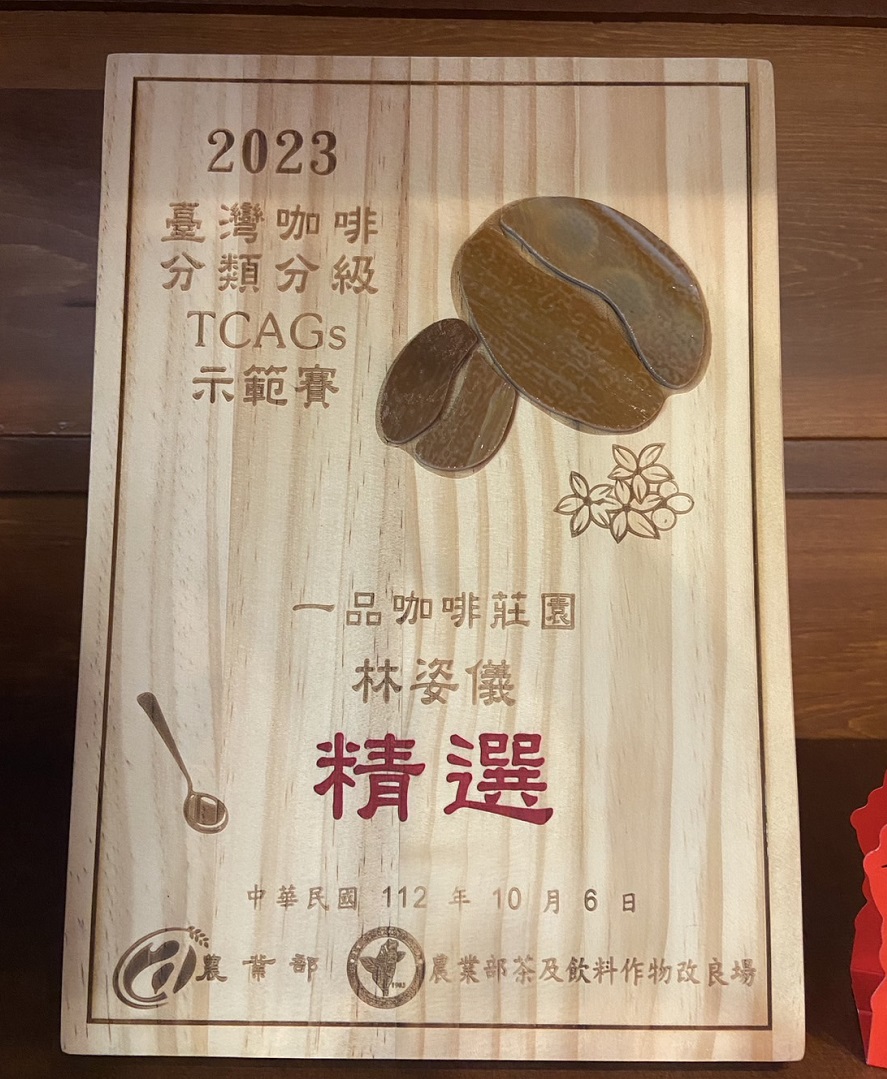 2023
臺灣咖啡
分類分級
TCAGs
示範賽
一品咖啡莊園
林姿儀
精選
中華民國 112 年 10 月 6 日
農業部
1903
農業部茶及飲料作物改良場